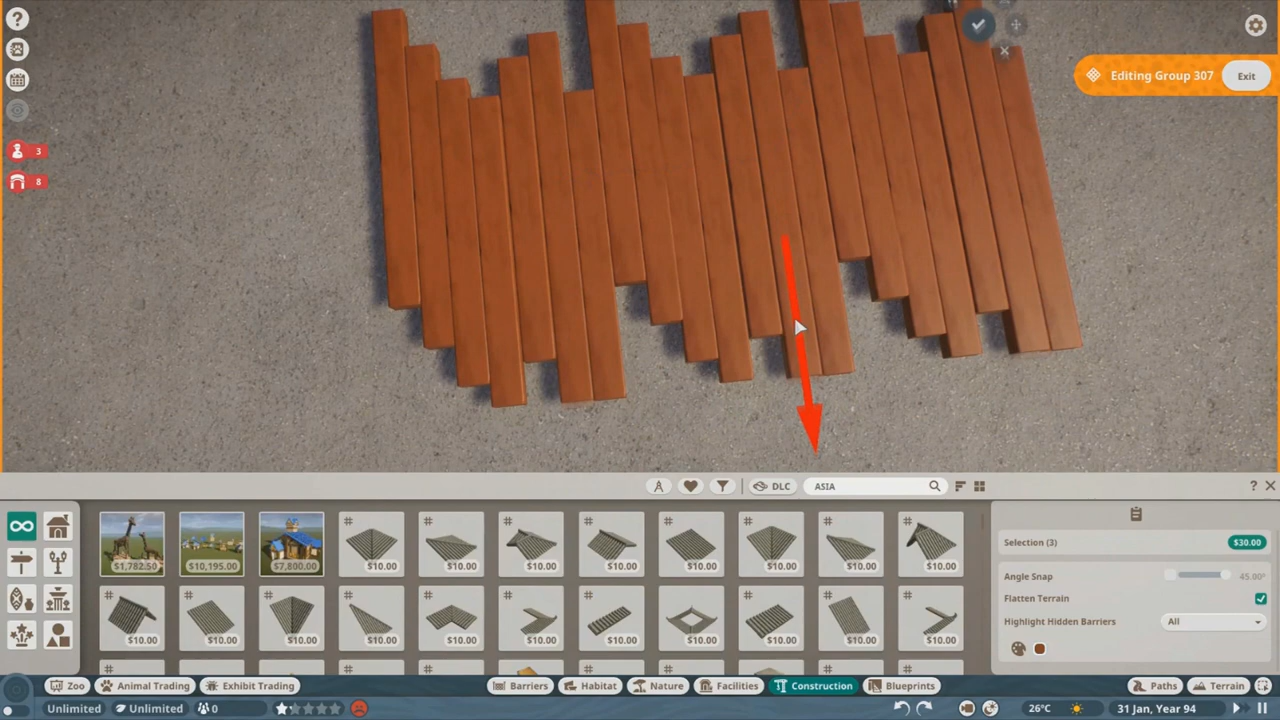 ?
Editing Group 307 Exit
3
8
DLC ASIA
? ×
$1,782.50 $10,195.00 $7,800.00 $10.00 $10.00 $10.00 $10.00 $10.00 $10.00 $10.00 $10.00
$10.00 $10.00 $10.00 $10.00 $10.00 $10.00 $10.00 $10.00 $10.00 $10.00 $10.00
Selection (3) $30.00
Angle Snap 45.00°
Flatten Terrain
Highlight Hidden Barriers All
Zoo Animal Trading Exhibit Trading Barriers Habitat Nature Facilities Construction Blueprints Paths Terrain
Unlimited Unlimited 0 26°C 31 Jan, Year 94